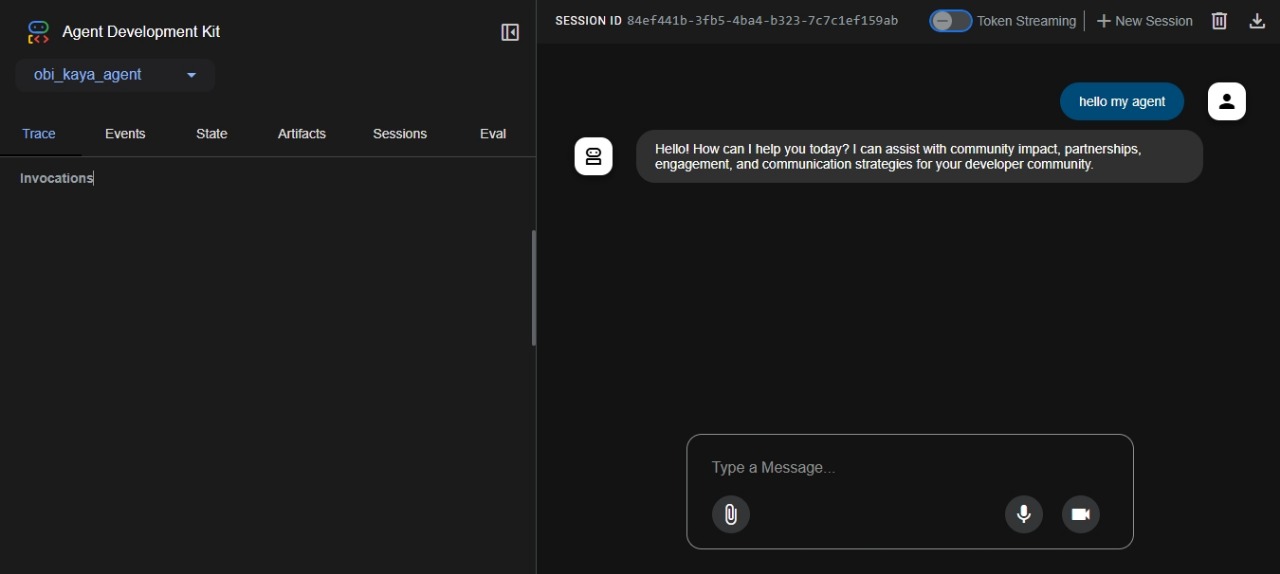 Agent Development Kit
SESSION ID 84ef441b-3fb5-4ba4-b323-7c7c1ef159ab
Token Streaming
New Session
obi_kaya_agent
Trace Events State Artifacts Sessions Eval
Invocations
hello my agent
Hello! How can I help you today? I can assist with community impact, partnerships,
engagement, and communication strategies for your developer community.
Type a Message...